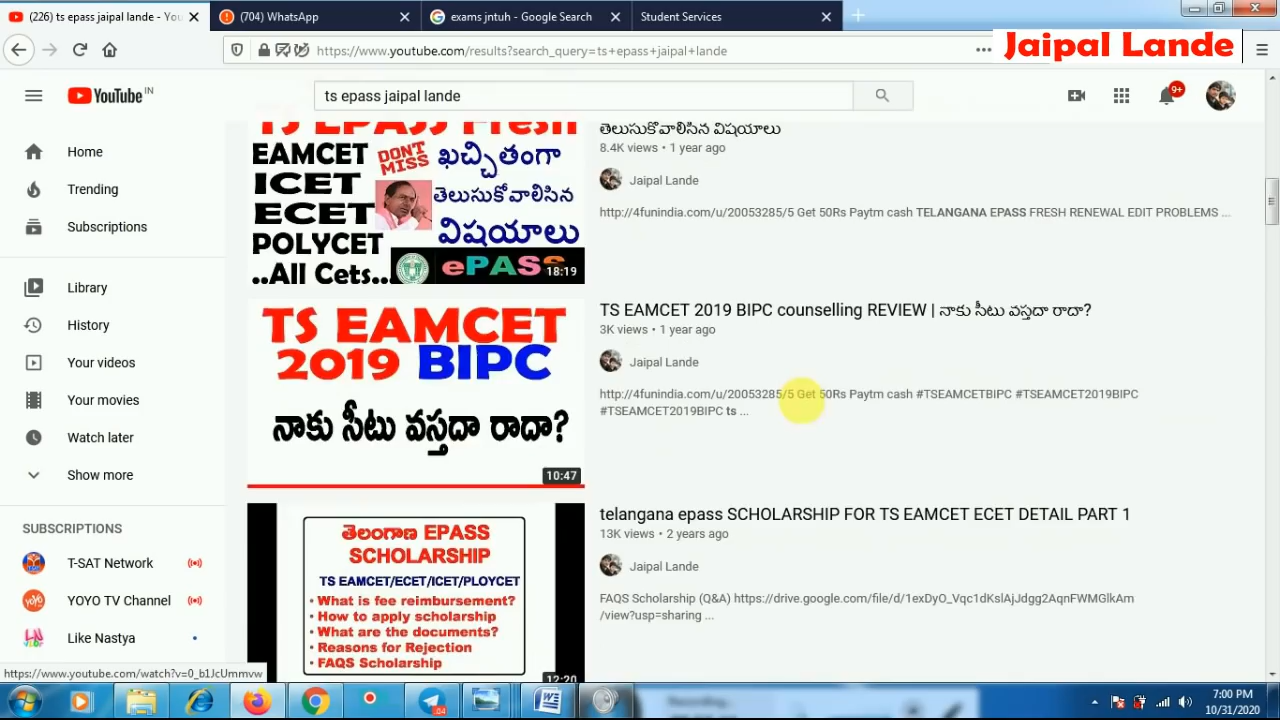 (226) ts epass jaipal lande - You
(704) WhatsApp
exams jntuh - Google Search
Student Services
https://www.youtube.com/results?search_query=ts+epass+jaipal+lande
Jaipal Lande
YouTube IN
ts epass jaipal lande
9+
Home
Trending
Subscriptions
Library
History
Your videos
Your movies
Watch later
Show more
SUBSCRIPTIONS
T-SAT Network
YOYO TV Channel
Like Nastya
TS EPASS Fresh
EAMCET
ICET
ECET
POLYCET
..All Cets...
DONT
MISS
ఖచ్చితంగా
తెలుసుకోవాలిసిన
విషయాలు
ePASS
18:19
తెలుసుకోవాలిసిన విషయాలు
8.4K views • 1 year ago
Jaipal Lande
http://4funindia.com/u/20053285/5 Get 50Rs Paytm cash TELANGANA EPASS FRESH RENEWAL EDIT PROBLEMS ...
TS EAMCET
2019 BIPC
నాకు సీటు వస్తదా రాదా?
10:47
TS EAMCET 2019 BIPC counselling REVIEW | నాకు సీటు వస్తదా రాదా?
3K views • 1 year ago
Jaipal Lande
http://4funindia.com/u/20053285/5 Get 50Rs Paytm cash #TSEAMCETBIPC #TSEAMCET2019BIPC
#TSEAMCET2019BIPC ts ...
తెలంగాణ EPASS
SCHOLARSHIP
TS EAMCET/ECET/ICET/PLOYCET
• What is fee reimbursement?
• How to apply scholarship
• What are the documents?
• Reasons for Rejection
• FAQS Scholarship
12:20
telangana epass SCHOLARSHIP FOR TS EAMCET ECET DETAIL PART 1
13K views • 2 years ago
Jaipal Lande
FAQS Scholarship (Q&A) https://drive.google.com/file/d/1exDyO_Vqc1dKslAjJdgg2AqnFWMGlkAm
/view?usp=sharing ...
https://www.youtube.com/watch?v=0_b1JcUmmvw
7:00 PM
10/31/2020